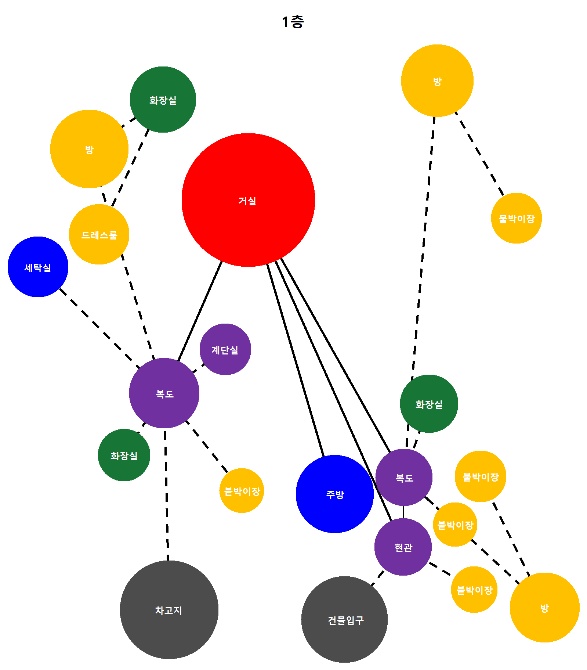 1층
방
화장실
방
거실
붙박이장
드레스룸
세탁실
계단실
복도
화장실
화장실
복도
붙박이장
붙박이장
주방
붙박이장
현관
붙박이장
차고지
건물입구
방